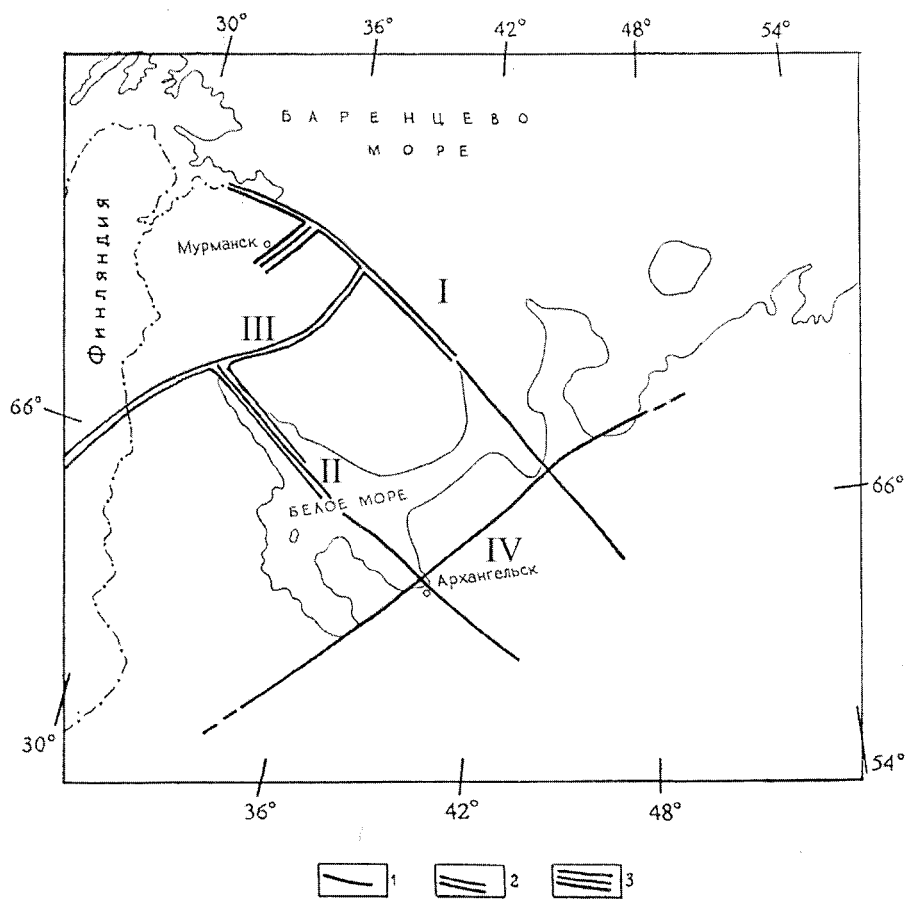 30° 36° 42° 48° 54°
БАРЕНЦЕВО
МОРЕ
Финляндия
Мурманск
I
III
66°
II
66°
БЕЛОЕ МОРЕ
IV
Архангельск
30°
54°
36° 42° 48°
1 2 3